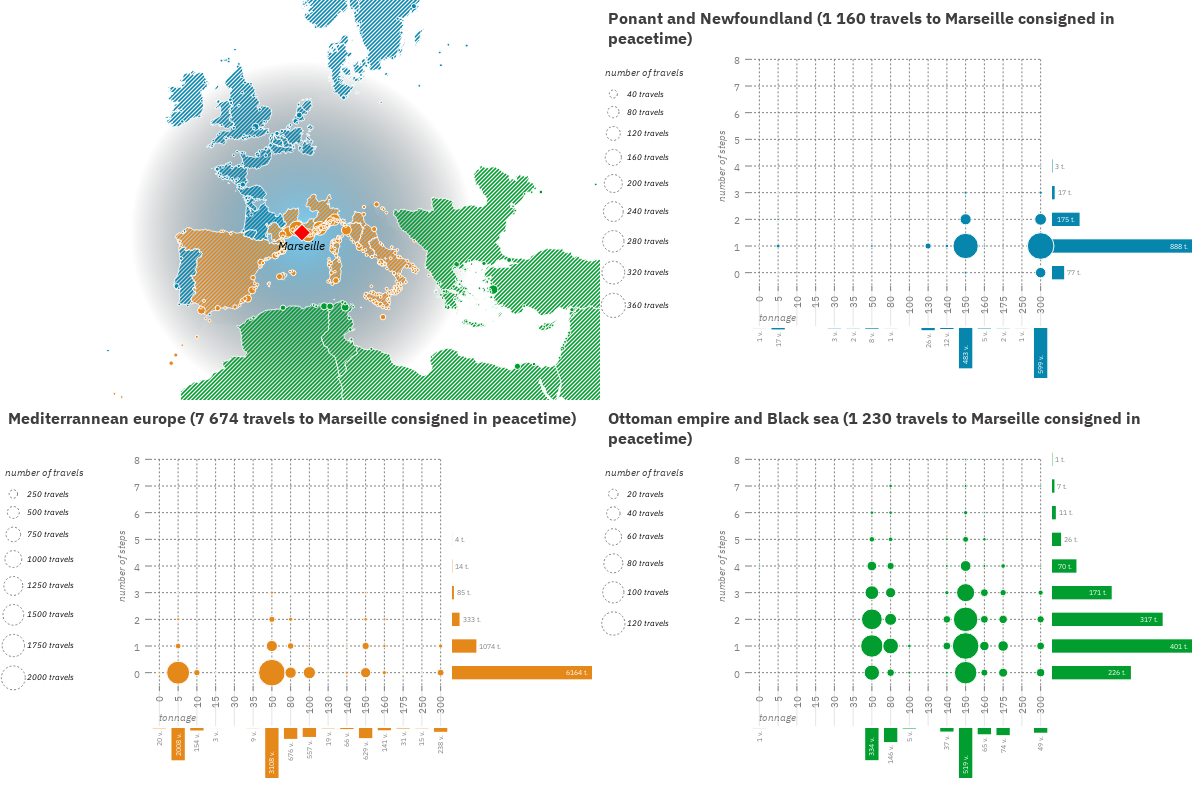 Marseille
Ponant and Newfoundland (1 160 travels to Marseille consigned in
peacetime)
number of travels
40 travels
80 travels
120 travels
160 travels
200 travels
240 travels
280 travels
320 travels
360 travels
number of steps
8
7
6
5
4
3
2
1
0
3 t.
17 t.
175 t.
888 t.
77 t.
0 5 10 15 30 35 50 80 100 130 140 150 160 175 250 300
tonnage
1 v. 17 v. 3 v. 2 v. 8 v. 1 v. 26 v. 12 v. 483 v. 5 v. 2 v. 1 v. 599 v.
Mediterrannean europe (7 674 travels to Marseille consigned in peacetime)
number of travels
250 travels
500 travels
750 travels
1000 travels
1250 travels
1500 travels
1750 travels
2000 travels
number of steps
8
7
6
5
4
3
2
1
0
4 t.
14 t.
85 t.
333 t.
1074 t.
6164 t.
0 5 10 15 30 35 50 80 100 130 140 150 160 175 250 300
tonnage
20 v. 2008 v. 154 v. 3 v. 9 v. 3108 v. 676 v. 557 v. 19 v. 66 v. 629 v. 141 v. 31 v. 15 v. 238 v.
Ottoman empire and Black sea (1 230 travels to Marseille consigned in
peacetime)
number of travels
20 travels
40 travels
60 travels
80 travels
100 travels
120 travels
number of steps
8
7
6
5
4
3
2
1
0
1 t.
7 t.
11 t.
26 t.
70 t.
171 t.
317 t.
401 t.
226 t.
0 5 10 15 30 35 50 80 100 130 140 150 160 175 250 300
tonnage
1 v. 334 v. 146 v. 5 v. 37 v. 519 v. 65 v. 74 v. 49 v.